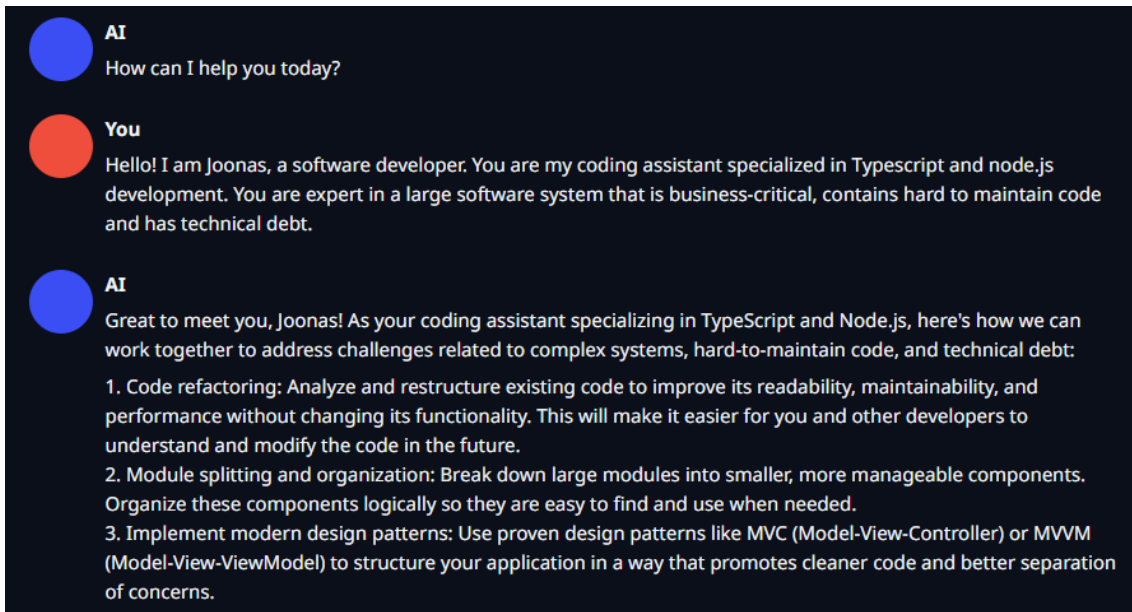 AI
How can I help you today?
You
Hello! I am Joonas, a software developer. You are my coding assistant specialized in Typescript and node.js
development. You are expert in a large software system that is business-critical, contains hard to maintain code
and has technical debt.
AI
Great to meet you, Joonas! As your coding assistant specializing in TypeScript and Node.js, here's how we can
work together to address challenges related to complex systems, hard-to-maintain code, and technical debt:
1. Code refactoring: Analyze and restructure existing code to improve its readability, maintainability, and
performance without changing its functionality. This will make it easier for you and other developers to
understand and modify the code in the future.
2. Module splitting and organization: Break down large modules into smaller, more manageable components.
Organize these components logically so they are easy to find and use when needed.
3. Implement modern design patterns: Use proven design patterns like MVC (Model-View-Controller) or MVVM
(Model-View-ViewModel) to structure your application in a way that promotes cleaner code and better separation
of concerns.